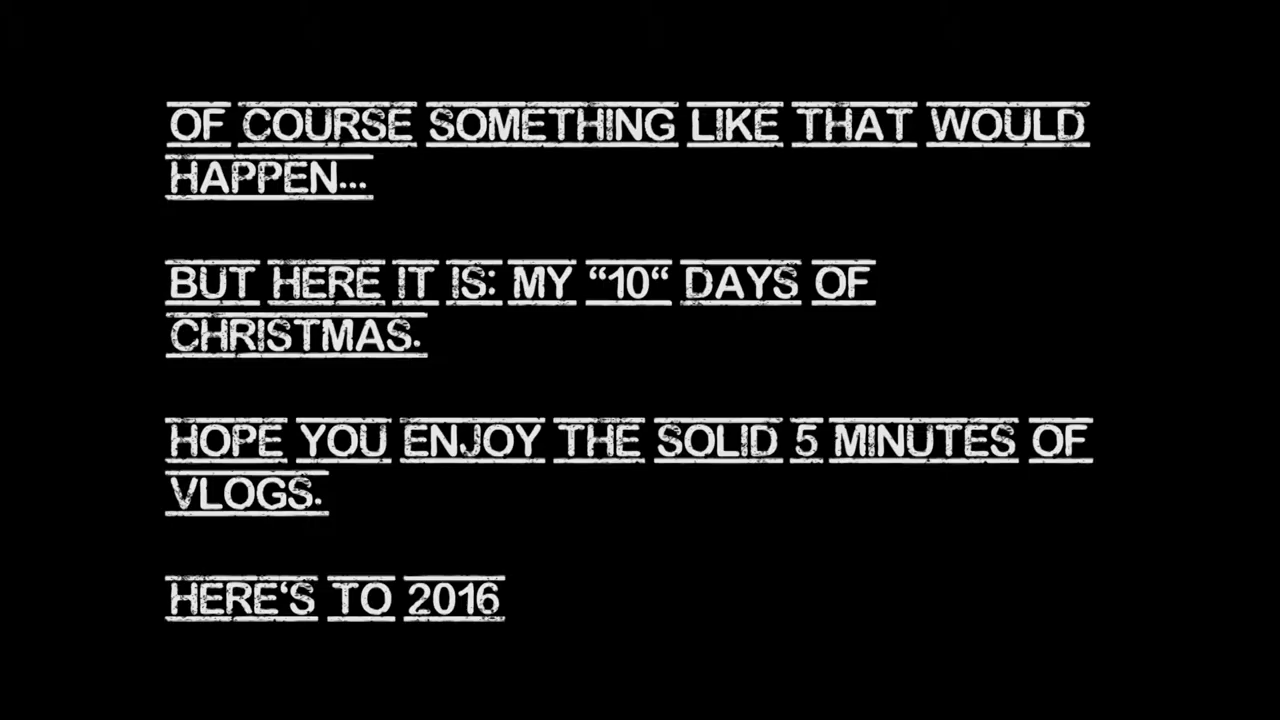 OF COURSE SOMETHING LIKE THAT WOULD
HAPPEN...
BUT HERE IT IS: MY “10“ DAYS OF
CHRISTMAS.
HOPE YOU ENJOY THE SOLID 5 MINUTES OF
VLOGS.
HERE‘S TO 2016